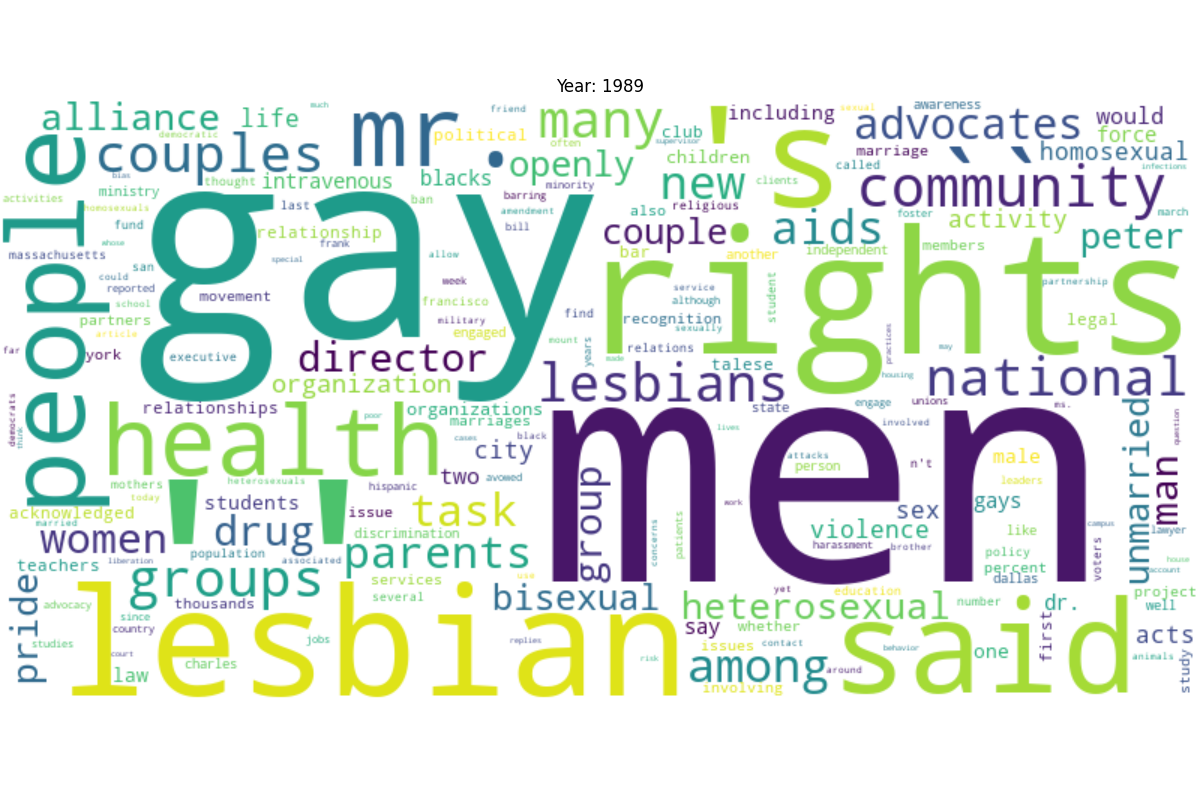 Year: 1989
alliance life mr. friend much many 's including advocates awareness would
democratic political club supervisor sexual force
people couples often openly children marriage `` homosexual
bias thought intravenous blacks new clients called community infections
activities ministry ban barring minority religious
homosexuals fund last relationship amendment also couple aids foster activity march
whose frank bill bar another independent members peter
massachusetts san special allow
could reported gay week service rights partnership
school movement francisco although student
partners military engaged find recognition sexually legal
article york executive mount years relations practices may
far director made talese housing
organization lesbians national
democrats think relationships poor organizations marriages state engage unions ms.
health city cases black lives involved question
mothers heterosexuals two avowed men attacks person n't male
today hispanic group work leaders
acknowledged '' students issue task sex gays unmarried man
married women drug discrimination concerns patients violence like campus lawyer
population parents harassment brother policy voters house
teachers liberation associated percent account
groups services use dallas
pride advocacy thousands several bisexual yet education number dr. project
since country lesbian heterosexual said well
studies jobs say whether first acts
court replies issues contact behavior one
law charles risk among around animals study
involving